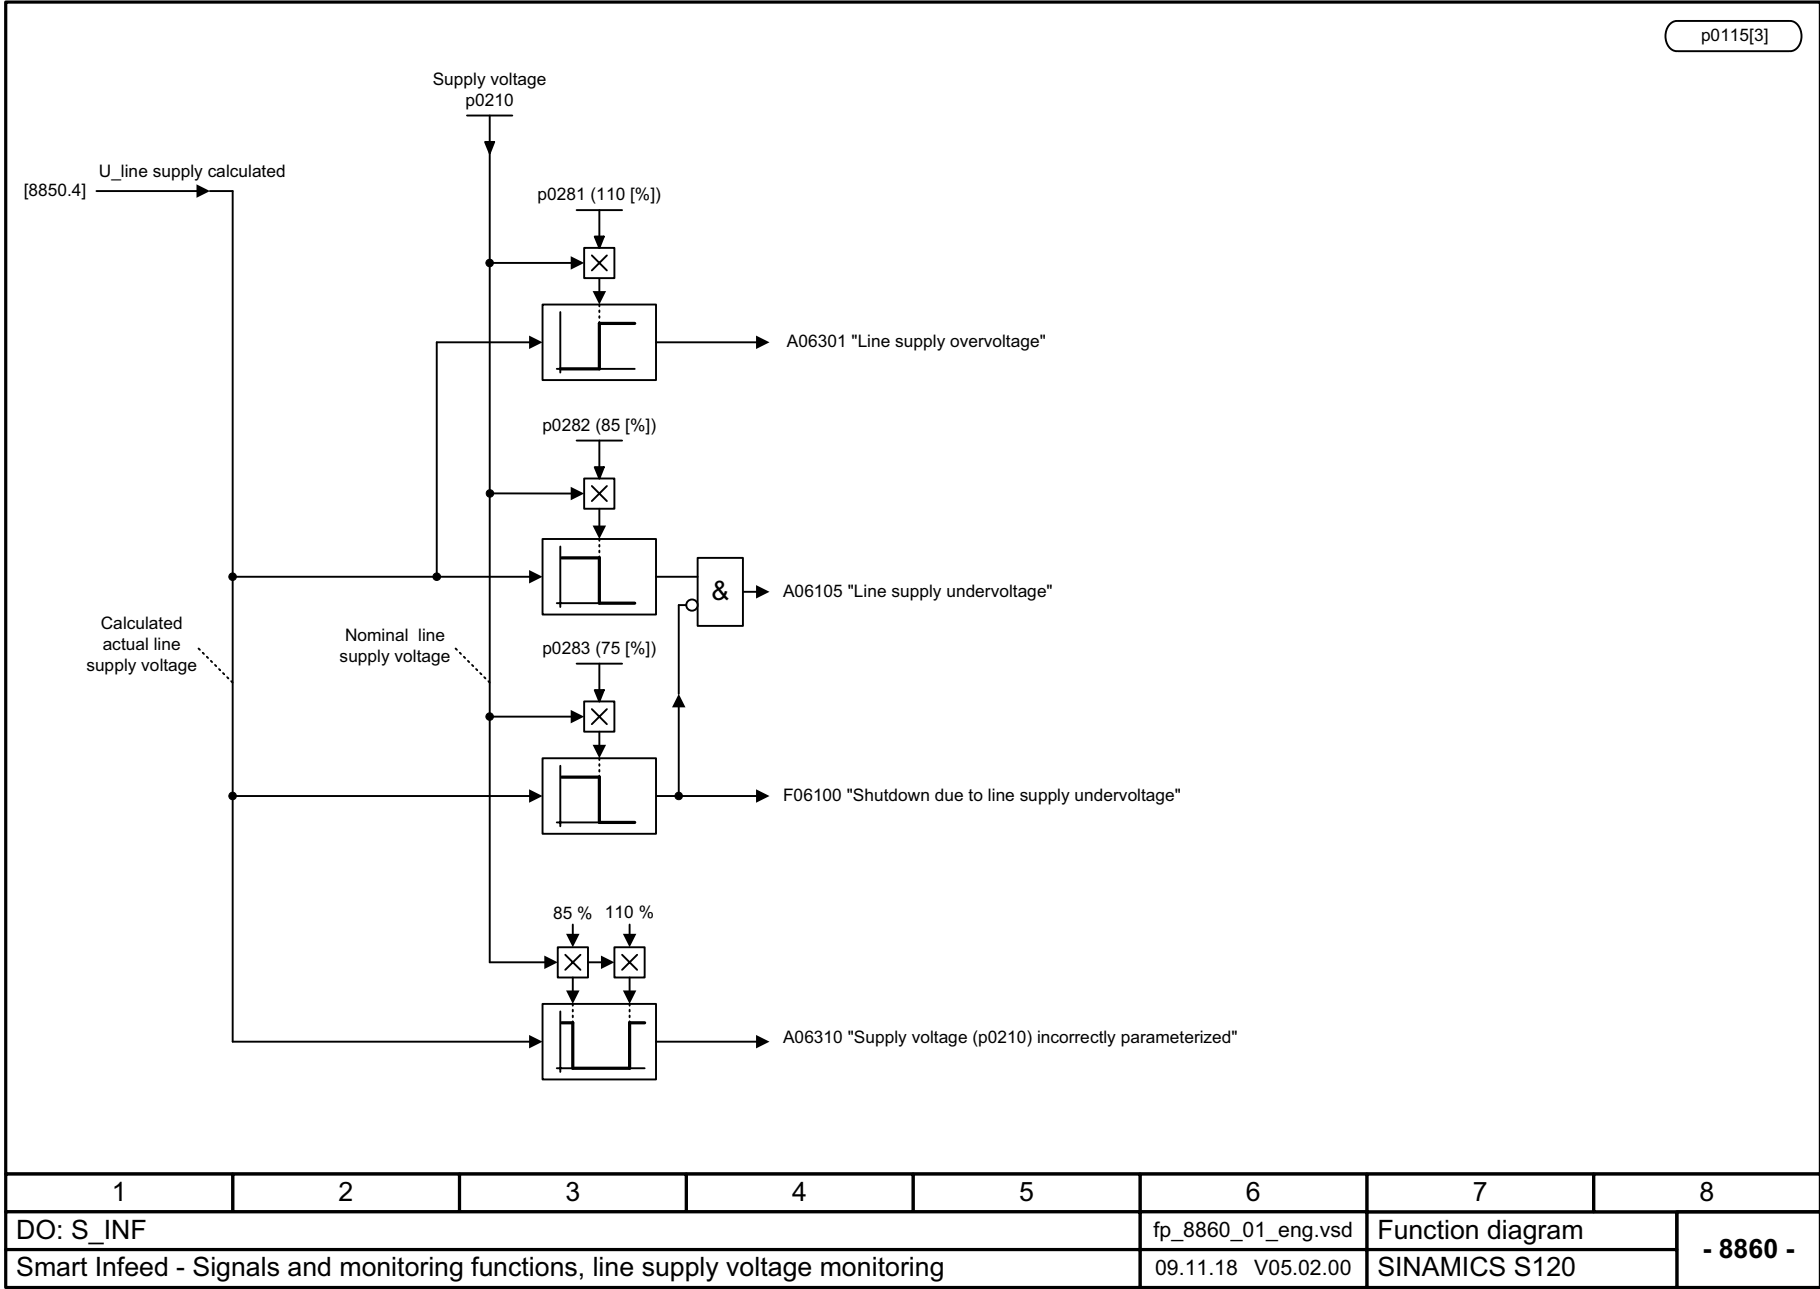 p0115[3]
Supply voltage
p0210
U_line supply calculated
[8850.4]
p0281 (110 [%])
A06301 "Line supply overvoltage"
p0282 (85 [%])
&
A06105 "Line supply undervoltage"
Calculated
actual line
supply voltage
Nominal line
supply voltage
p0283 (75 [%])
F06100 "Shutdown due to line supply undervoltage"
85 % 110 %
A06310 "Supply voltage (p0210) incorrectly parameterized"
1 2 3 4 5 6 7 8
DO: S_INF
fp_8860_01_eng.vsd
Function diagram
- 8860 -
Smart Infeed - Signals and monitoring functions, line supply voltage monitoring
09.11.18 V05.02.00
SINAMICS S120